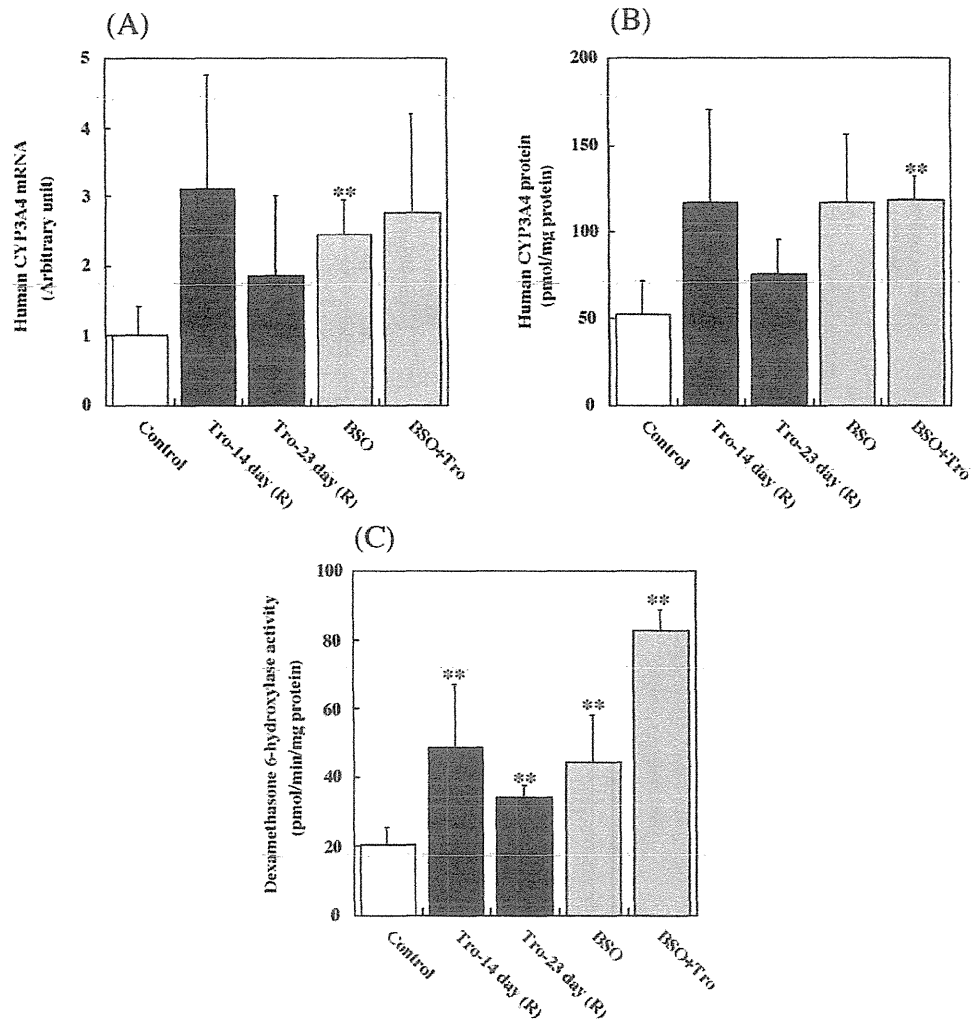 (A)
Human CYP3A4 mRNA
(Arbitrary unit)
5
4
3
2
1
0
**
Control
Tro-14 day (R)
Tro-23 day (R)
BSO
BSO+Tro
(B)
Human CYP3A4 protein
(pmol/mg protein)
200
150
100
50
0
**
Control
Tro-14 day (R)
Tro-23 day (R)
BSO
BSO+Tro
(C)
Dexamethasone 6-hydroxylase activity
(pmol/min/mg protein)
100
80
60
40
20
0
**
**
**
**
Control
Tro-14 day (R)
Tro-23 day (R)
BSO
BSO+Tro